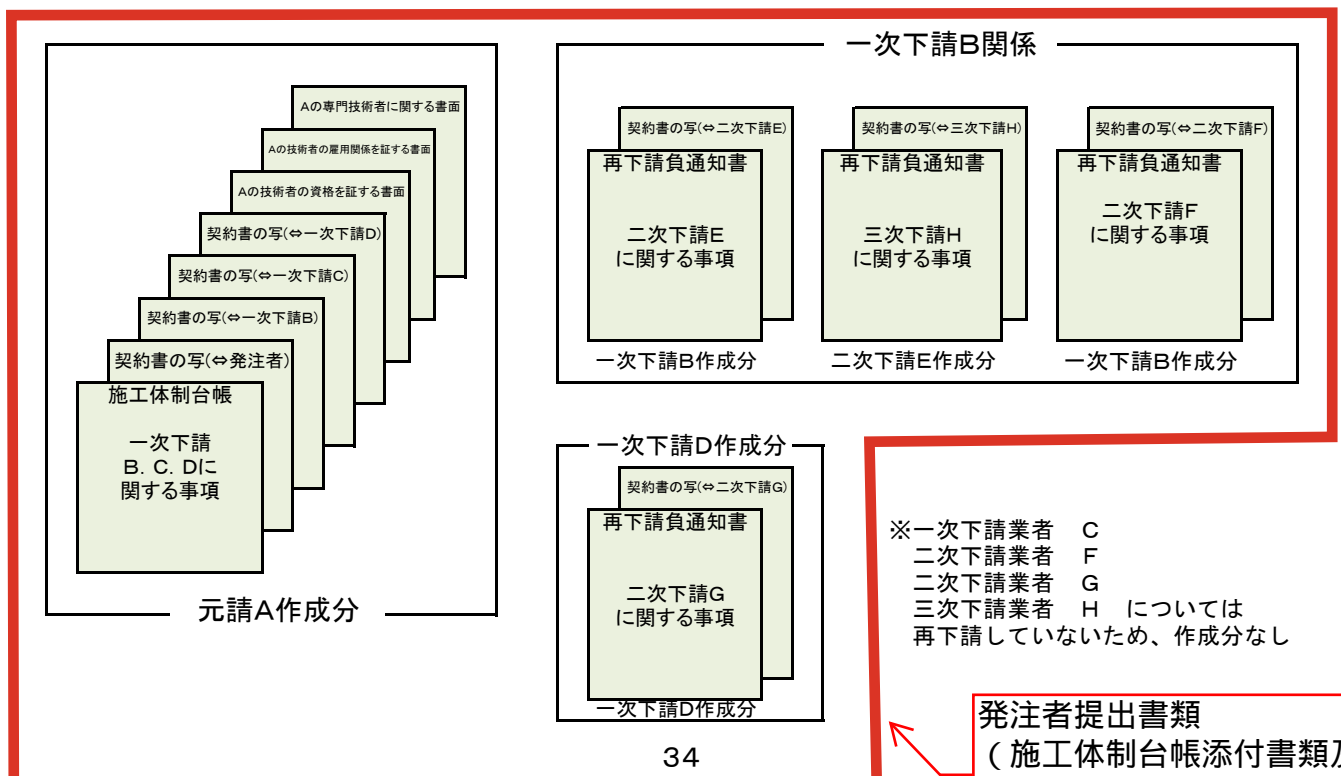 Aの専門技術者に関する書面
Aの技術者の雇用関係を証する書面
Aの技術者の資格を証する書面
契約書の写(⇔一次下請D)
契約書の写(⇔一次下請C)
契約書の写(⇔一次下請B)
契約書の写(⇔発注者)
施工体制台帳
一次下請
B. C. Dに
関する事項
元請A作成分
一次下請B関係
契約書の写(⇔二次下請E)
再下請負通知書
二次下請E
に関する事項
一次下請B作成分
契約書の写(⇔三次下請H)
再下請負通知書
三次下請H
に関する事項
二次下請E作成分
契約書の写(⇔二次下請F)
再下請負通知書
二次下請F
に関する事項
一次下請B作成分
一次下請D作成分
契約書の写(⇔二次下請G)
再下請負通知書
二次下請G
に関する事項
一次下請D作成分
※一次下請業者 C
二次下請業者 F
二次下請業者 G
三次下請業者 H については
再下請していないため、作成分なし
発注者提出書類
(施工体制台帳添付書類及
34